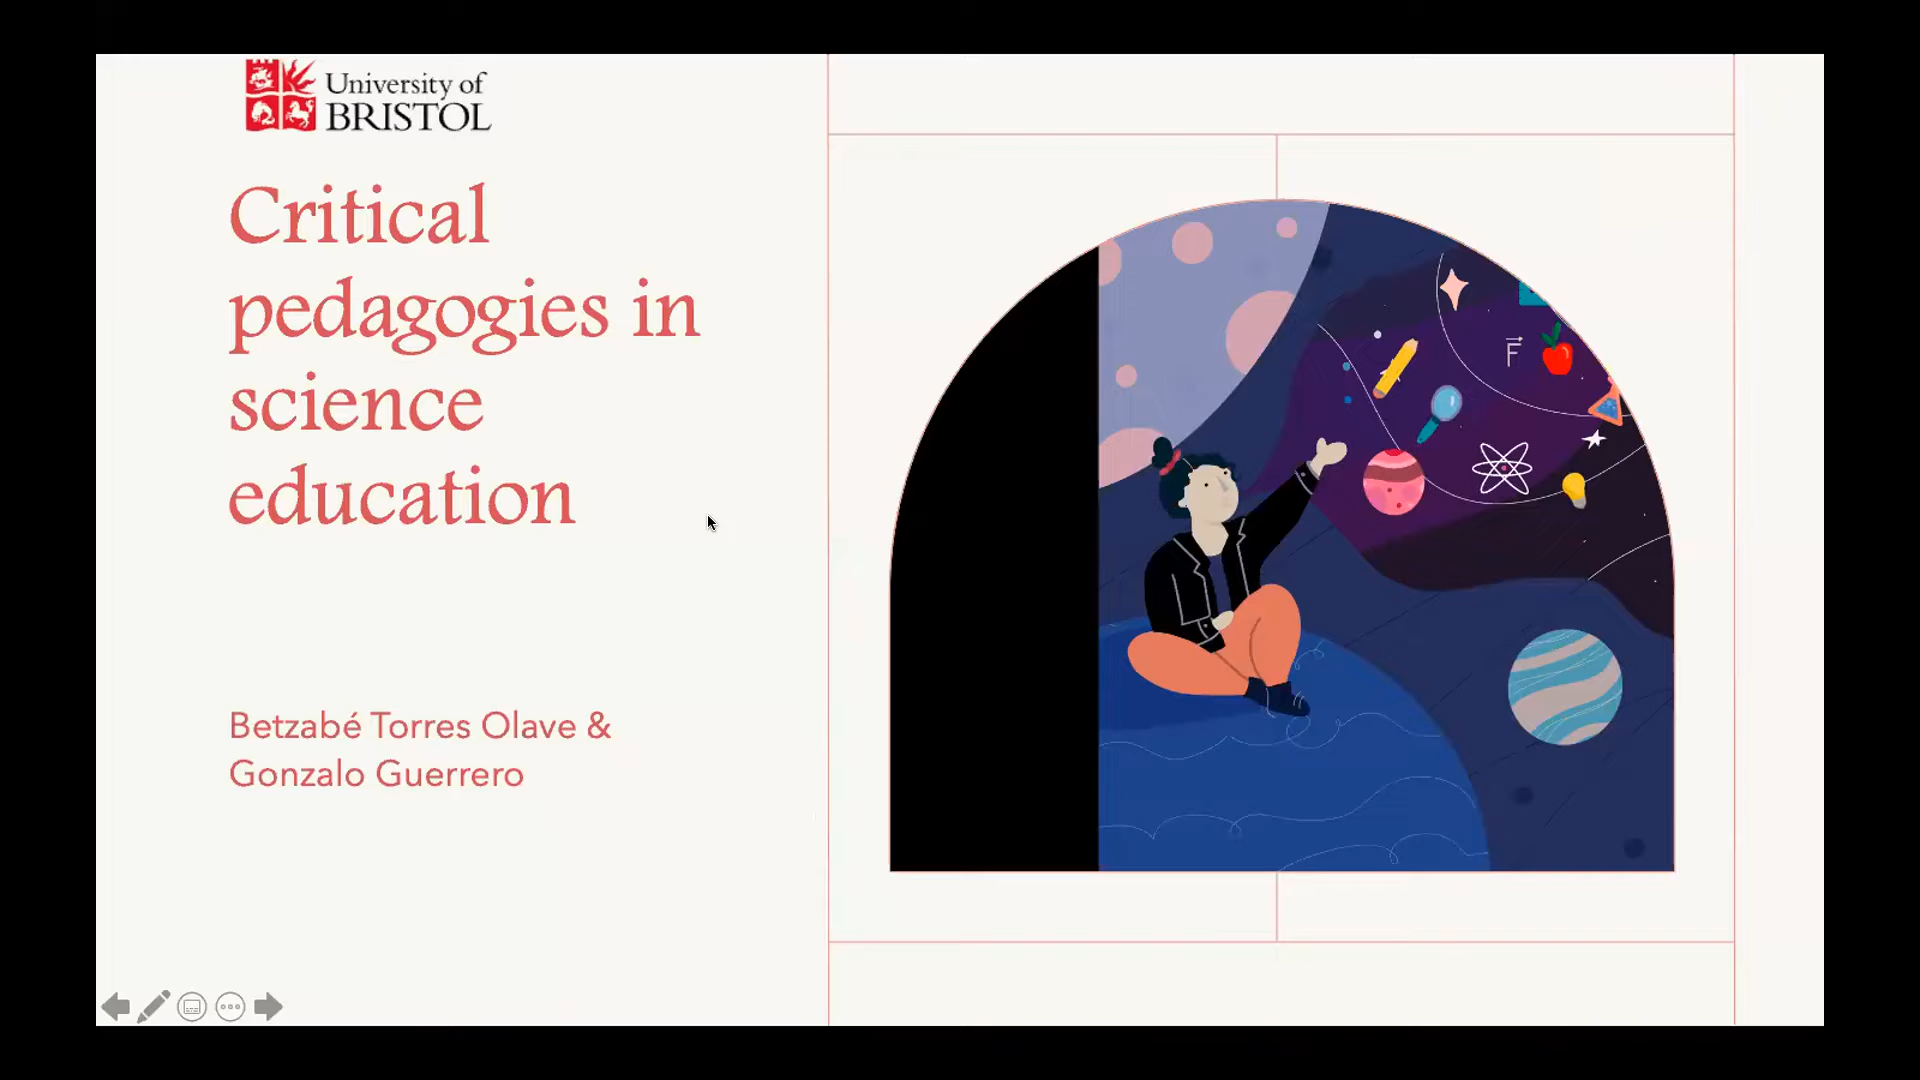 University of
BRISTOL
Critical
pedagogies in
science
education
Betzabé Torres Olave &
Gonzalo Guerrero
F